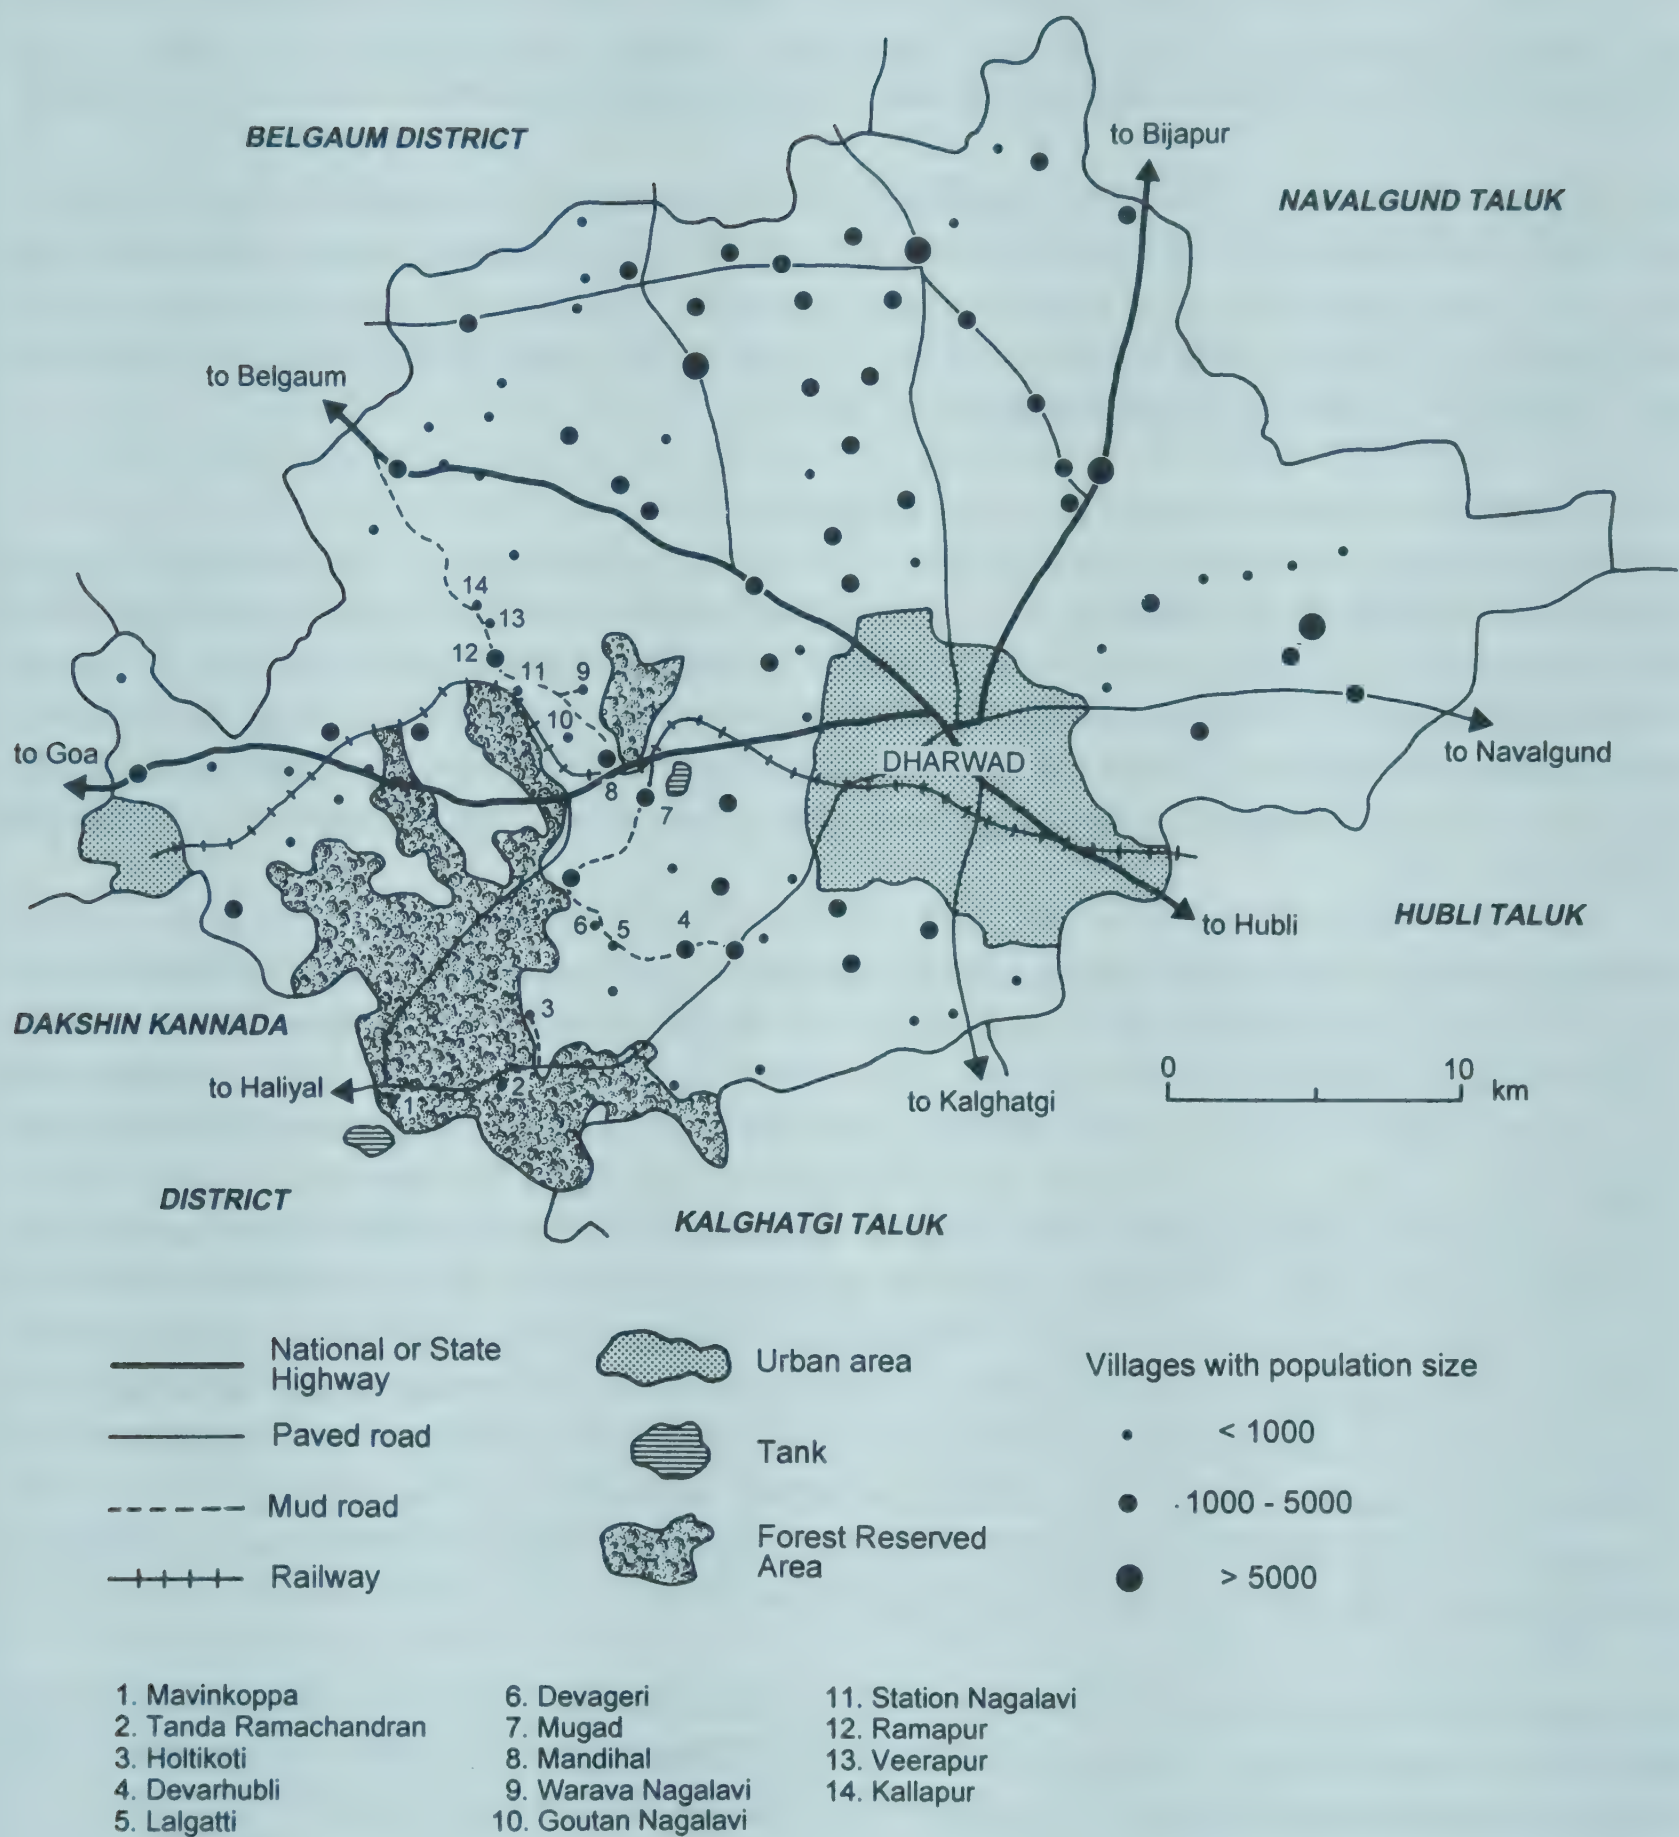 BELGAUM DISTRICT
to Bijapur
NAVALGUND TALUK
to Belgaum
14
13
12
11
9
10
to Goa
8
7
DHARWAD
to Navalgund
6
5
4
to Hubli
HUBLI TALUK
3
DAKSHIN KANNADA
to Haliyal
1
2
to Kalghatgi
0
10
km
DISTRICT
KALGHATGI TALUK
National or State
Highway
Paved road
Mud road
Railway
Urban area
Tank
Forest Reserved
Area
Villages with population size
< 1000
1000 - 5000
> 5000
1. Mavinkoppa
2. Tanda Ramachandran
3. Holtikoti
4. Devarhubli
5. Lalgatti
6. Devageri
7. Mugad
8. Mandihal
9. Warava Nagalavi
10. Goutan Nagalavi
11. Station Nagalavi
12. Ramapur
13. Veerapur
14. Kallapur